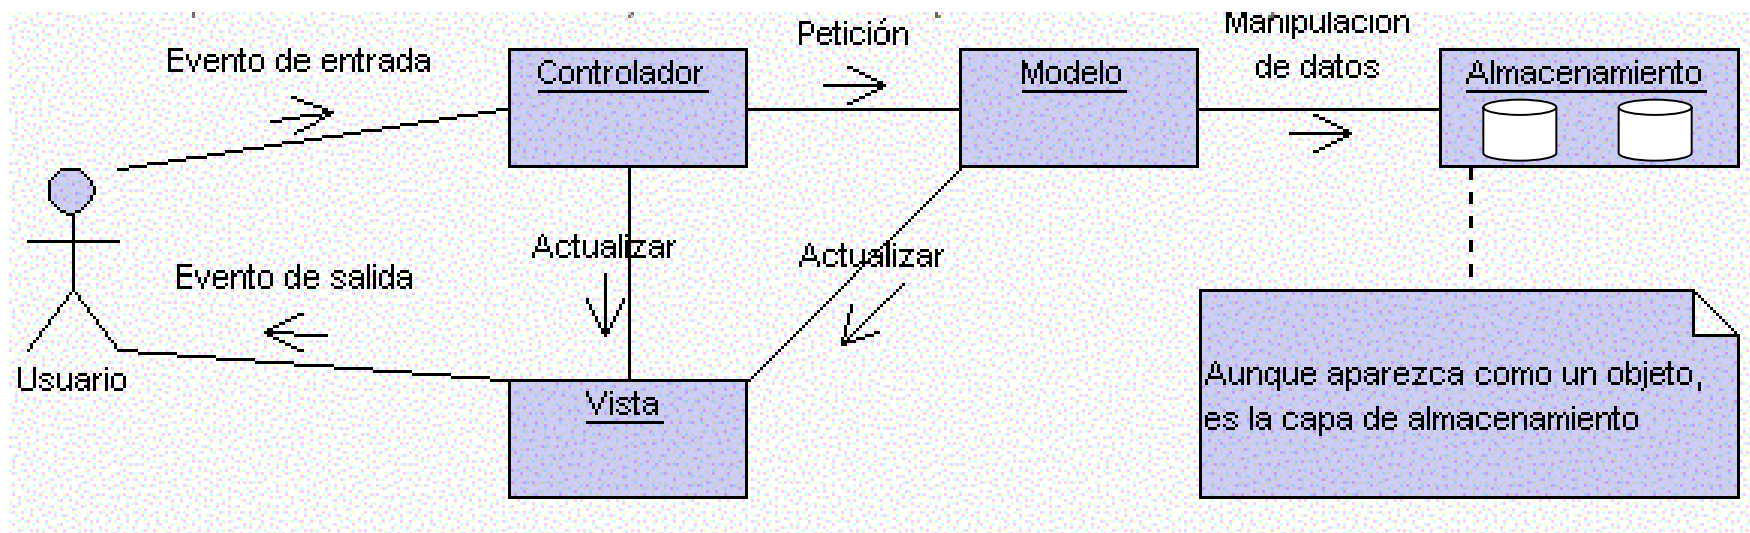 Evento de entrada
Controlador
Petición
Modelo
Manipulación
de datos
Almacenamiento
Usuario
Evento de salida
Actualizar
Actualizar
Vista
Aunque aparezca como un objeto,
es la capa de almacenamiento